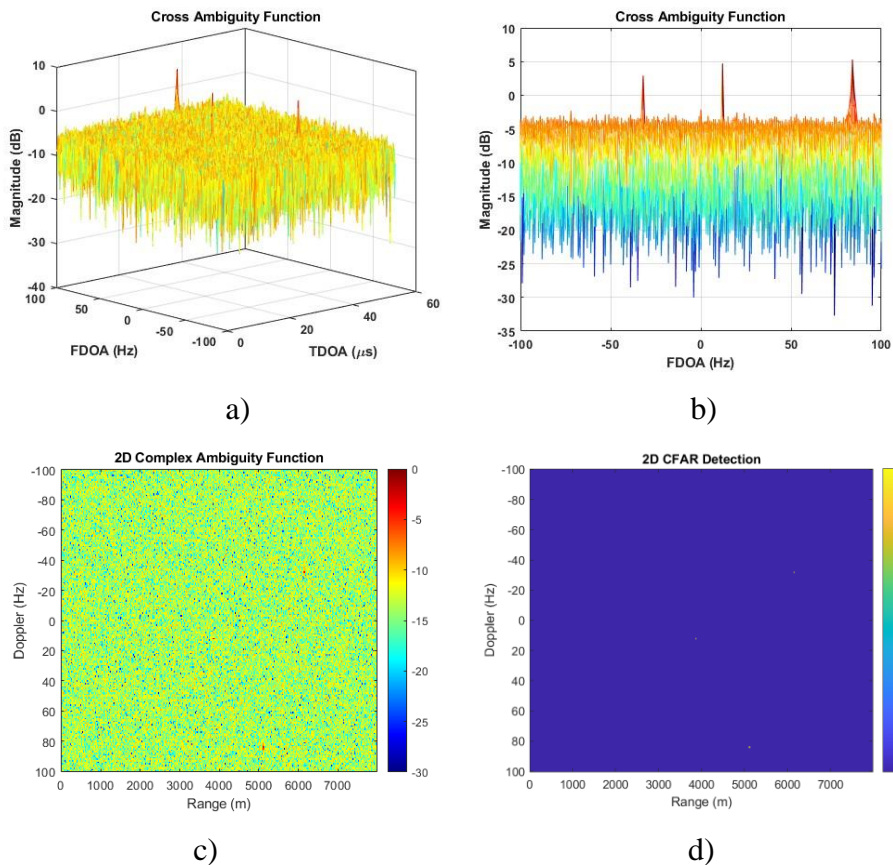 Cross Ambiguity Function
10
0
-10
-20
-30
-40
Magnitude (dB)
100
50
0
-50
-100
FDOA (Hz)
0
20
40
60
TDOA (μs)
a)
Cross Ambiguity Function
10
5
0
-5
-10
-15
-20
-25
-30
-35
Magnitude (dB)
-100 -50 0 50 100
FDOA (Hz)
b)
2D Complex Ambiguity Function
-100
-80
-60
-40
-20
0
20
40
60
80
100
Doppler (Hz)
0 1000 2000 3000 4000 5000 6000 7000
Range (m)
0
-5
-10
-15
-20
-25
-30
c)
2D CFAR Detection
-100
-80
-60
-40
-20
0
20
40
60
80
100
Doppler (Hz)
0 1000 2000 3000 4000 5000 6000 7000
Range (m)
d)